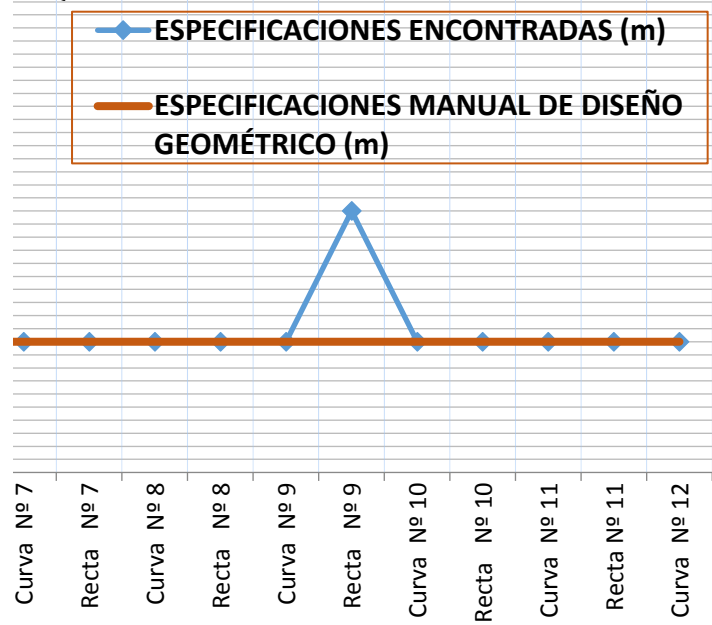 ESPECIFICACIONES ENCONTRADAS (m)
ESPECIFICACIONES MANUAL DE DISEÑO
GEOMÉTRICO (m)
Curva Nº 7
Recta Nº 7
Curva Nº 8
Recta Nº 8
Curva Nº 9
Recta Nº 9
Curva Nº 10
Recta Nº 10
Curva Nº 11
Recta Nº 11
Curva Nº 12